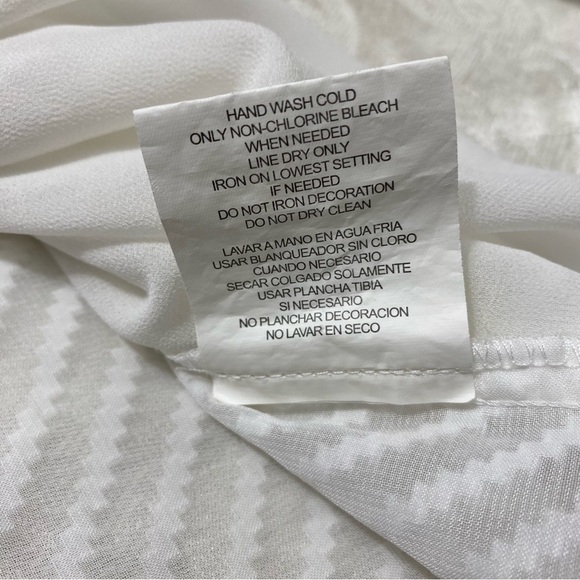 HAND WASH COLD
ONLY NON-CHLORINE BLEACH
WHEN NEEDED
LINE DRY ONLY
IRON ON LOWEST SETTING
IF NEEDED
DO NOT IRON DECORATION
DO NOT DRY CLEAN
LAVAR A MANO EN AGUA FRIA
USAR BLANQUEADOR SIN CLORO
CUANDO NECESARIO
SECAR COLGADO SOLAMENTE
USAR PLANCHA TIBIA
SI NECESARIO
NO PLANCHAR DECORACION
NO LAVAR EN SECO